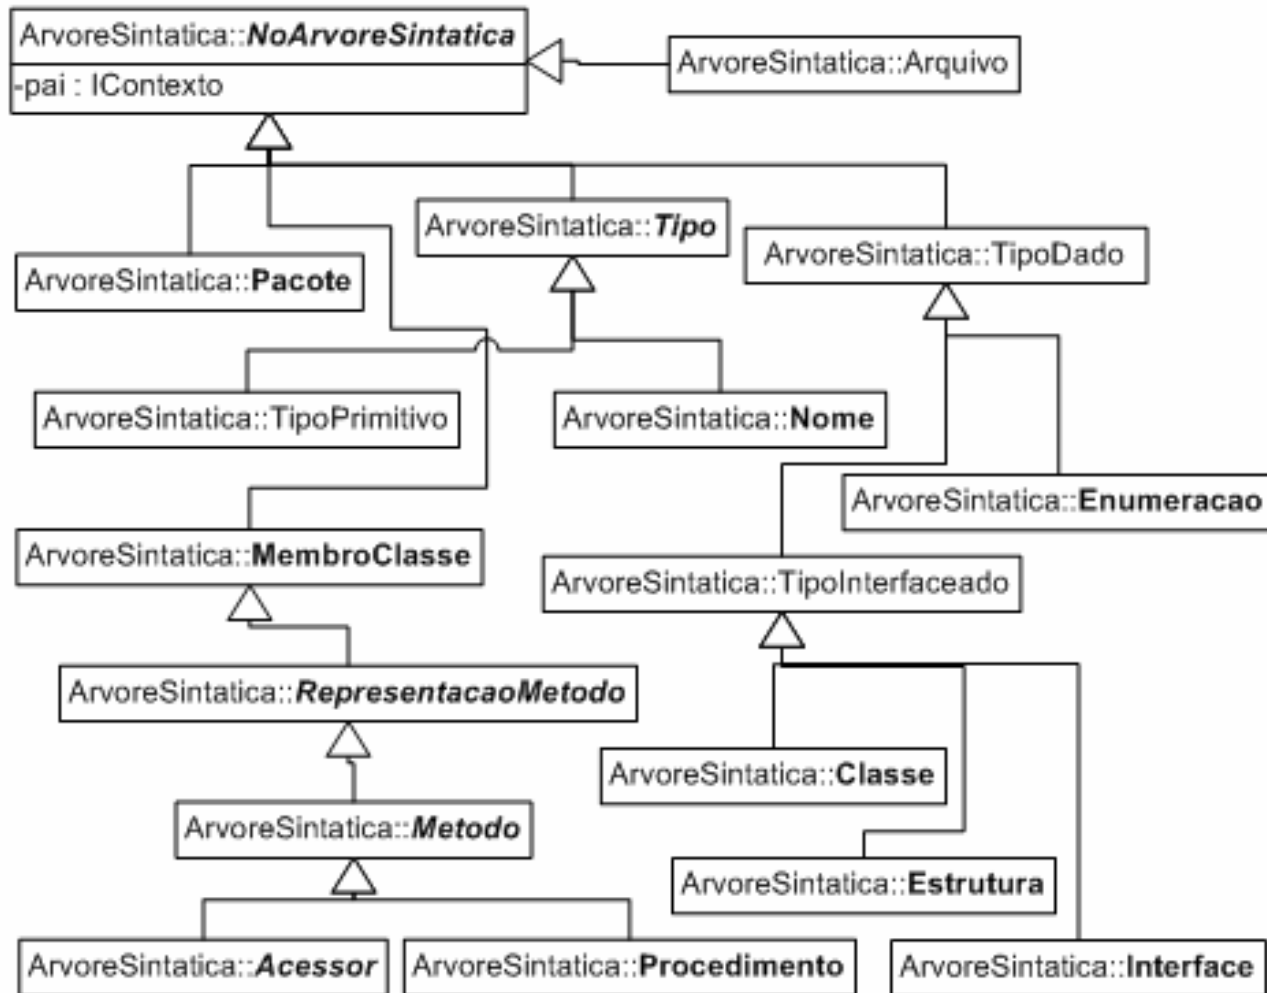 ArvoreSintatica::NoArvoreSintatica
-pai : IContexto
ArvoreSintatica::Arquivo
ArvoreSintatica::Tipo
ArvoreSintatica::TipoDado
ArvoreSintatica::Pacote
ArvoreSintatica::TipoPrimitivo
ArvoreSintatica::Nome
ArvoreSintatica::Enumeracao
ArvoreSintatica::MembroClasse
ArvoreSintatica::TipoInterfaceado
ArvoreSintatica::RepresentacaoMetodo
ArvoreSintatica::Classe
ArvoreSintatica::Metodo
ArvoreSintatica::Estrutura
ArvoreSintatica::Acessor
ArvoreSintatica::Procedimento
ArvoreSintatica::Interface